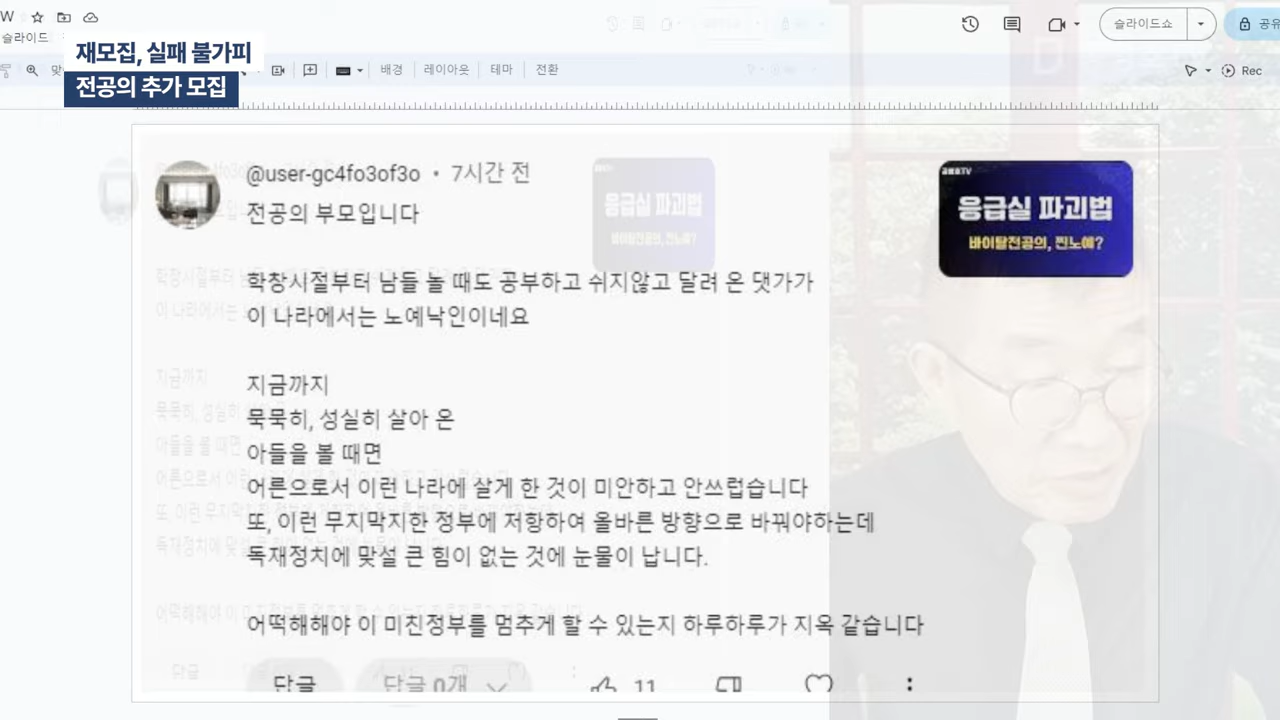 W
슬라이드
재모집, 실패 불가피
전공의 추가 모집
배경
레이아웃
테마
전환
슬라이드쇼
공유
Rec
@user-gc4fo3of3o • 7시간 전
전공의 부모입니다
학창시절부터 남들 놀 때도 공부하고 쉬지않고 달려 온 댓가가
이 나라에서는 노예낙인이네요
지금까지
묵묵히, 성실히 살아 온
아들을 볼 때면
어른으로서 이런 나라에 살게 한 것이 미안하고 안쓰럽습니다
또, 이런 무지막지한 정부에 저항하여 올바른 방향으로 바꿔야하는데
독재정치에 맞설 큰 힘이 없는 것에 눈물이 납니다.
어떡해해야 이 미친정부를 멈추게 할 수 있는지 하루하루가 지옥 같습니다
답글
답글 0개
11
응급실 파괴범
바이탈전공의, 찐노예?